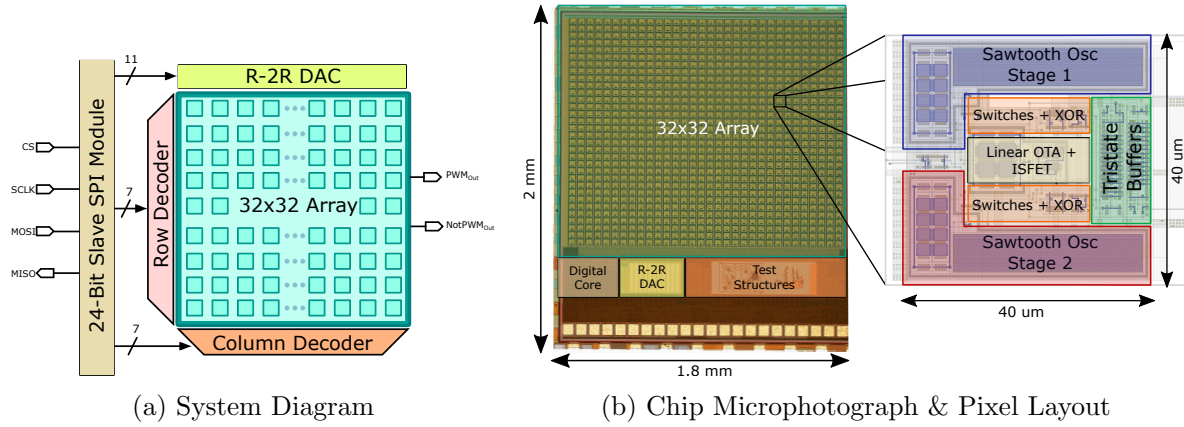 11
R-2R DAC
24-Bit Slave SPI Module
CS
SCLK
MOSI
MISO
7
Row Decoder
32x32 Array
PWMOut
NotPWMOut
7
Column Decoder
(a) System Diagram
2 mm
32x32 Array
Digital
Core
R-2R
DAC
Test
Structures
1.8 mm
Sawtooth Osc
Stage 1
Switches + XOR
Linear OTA +
ISFET
Switches + XOR
Tristate
Buffers
Sawtooth Osc
Stage 2
40 um
40 um
(b) Chip Microphotograph & Pixel Layout